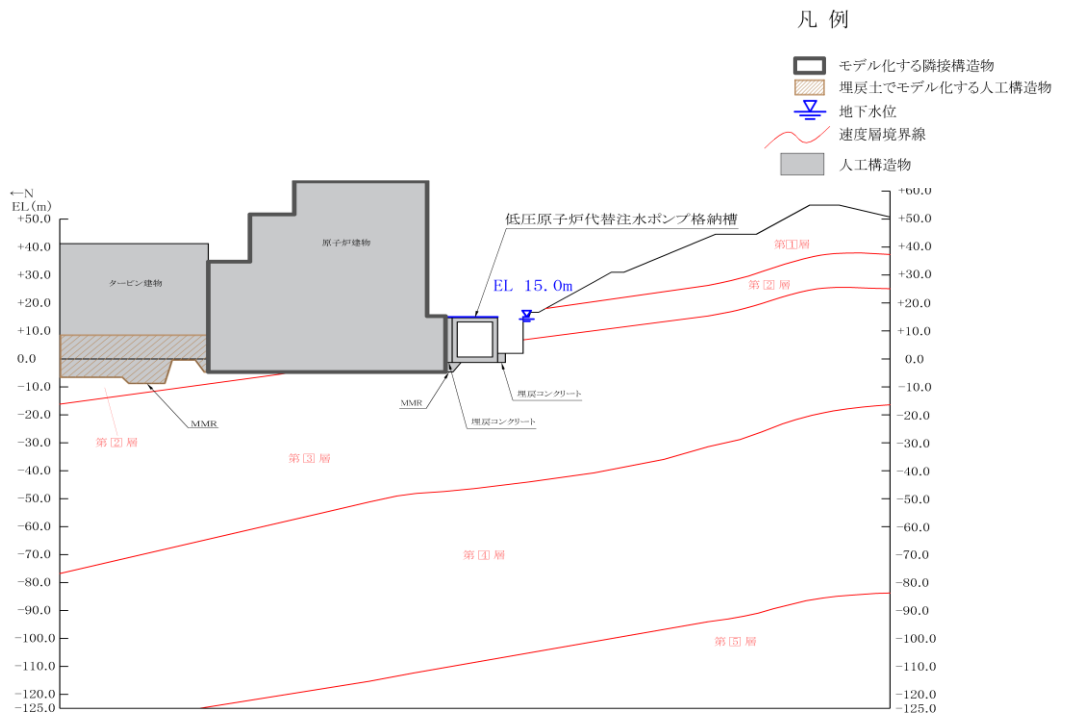 凡 例
モデル化する隣接構造物
埋戻土でモデル化する人工構造物
地下水位
速度層境界線
人工構造物
←N
EL(m)
+50.0
+40.0
+30.0
+20.0
+10.0
0.0
-10.0
-20.0
-30.0
-40.0
-50.0
-60.0
-70.0
-80.0
-90.0
-100.0
-110.0
-125.0
+60.0
+50.0
+40.0
+30.0
+20.0
+10.0
0.0
-10.0
-20.0
-30.0
-40.0
-50.0
-60.0
-70.0
-80.0
-90.0
-100.0
-110.0
-125.0
原子炉建物
タービン建物
低圧原子炉代替注水ポンプ格納槽
EL 15.0m
第1層
第2層
MMR
MMR
埋戻コンクリート
埋戻コンクリート
第2層
第3層
第4層
第5層